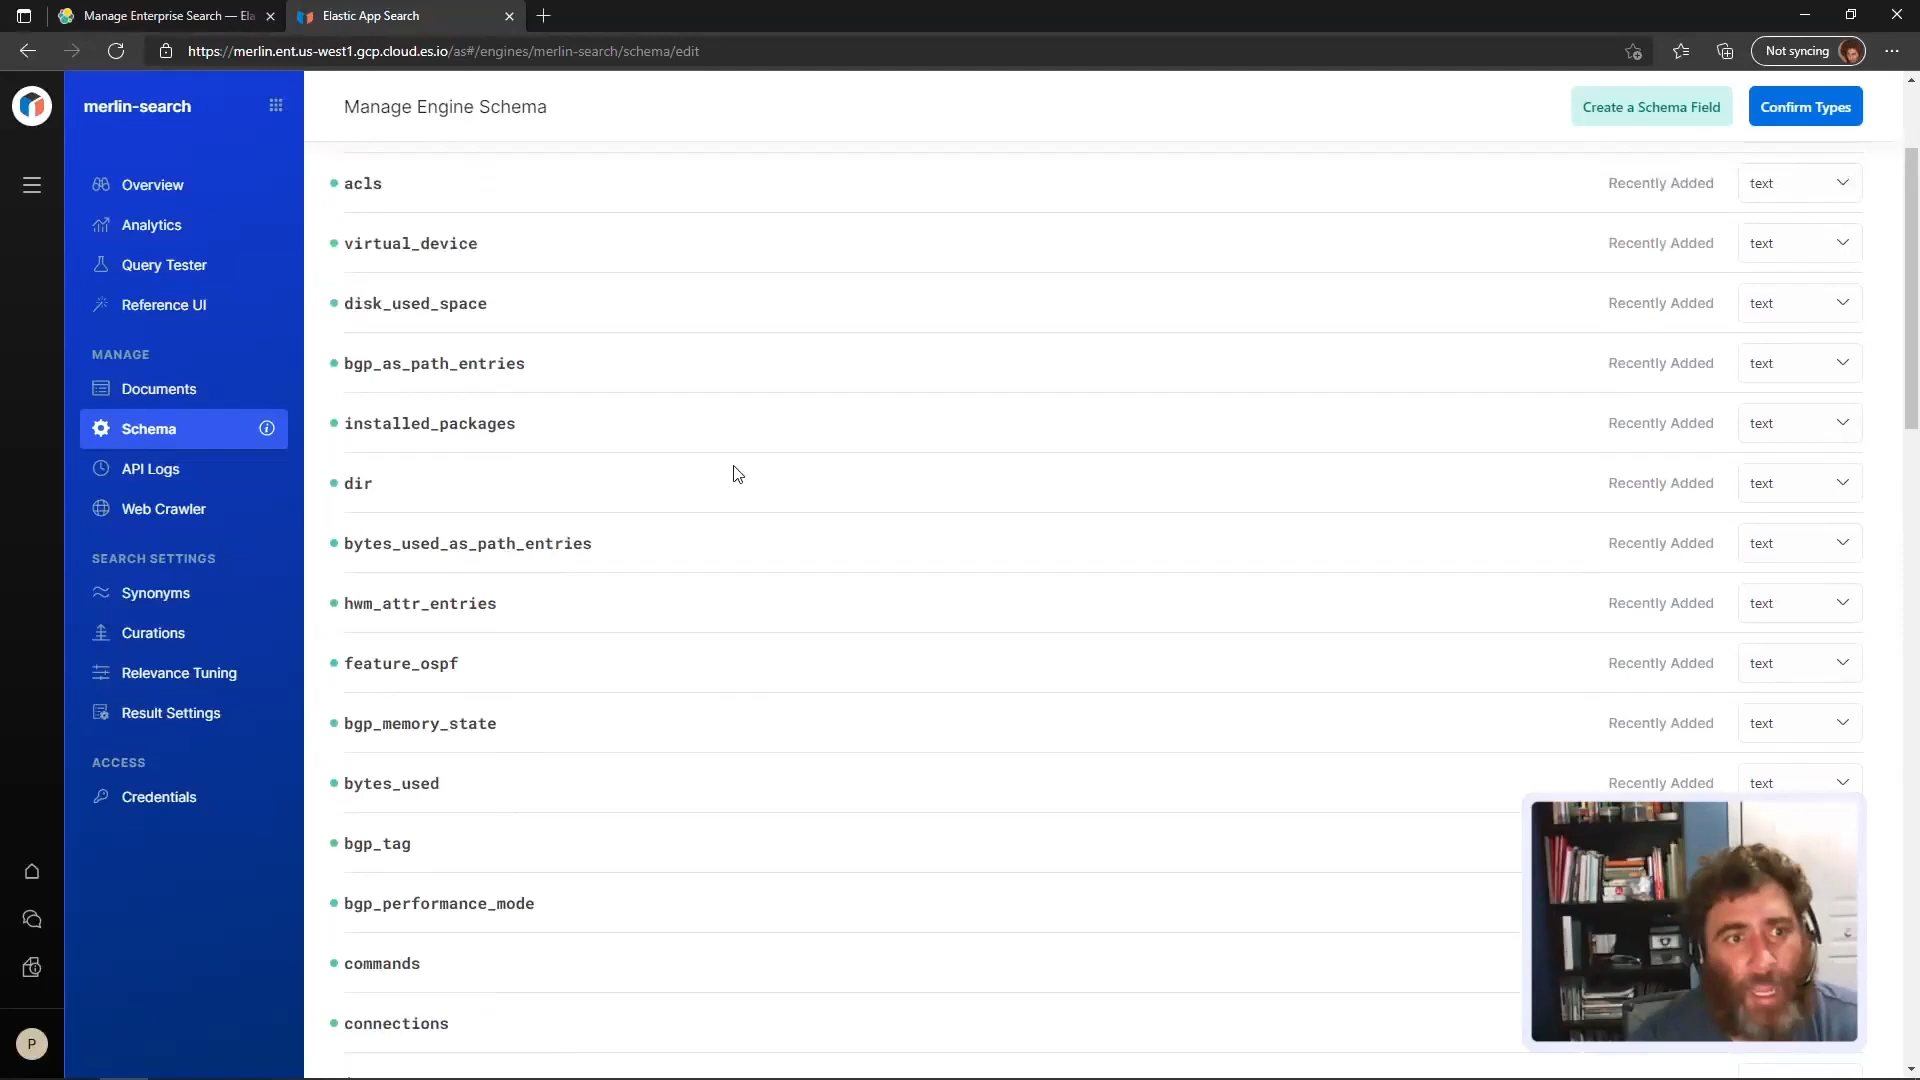 Manage Enterprise Search — Ela
Elastic App Search
https://merlin.ent.us-west1.gcp.cloud.es.io/as#/engines/merlin-search/schema/edit
Not syncing
merlin-search
Manage Engine Schema
Create a Schema Field
Confirm Types
Overview
Analytics
Query Tester
Reference UI
MANAGE
Documents
Schema
API Logs
Web Crawler
SEARCH SETTINGS
Synonyms
Curations
Relevance Tuning
Result Settings
ACCESS
Credentials
P
acls Recently Added text
virtual_device Recently Added text
disk_used_space Recently Added text
bgp_as_path_entries Recently Added text
installed_packages Recently Added text
dir Recently Added text
bytes_used_as_path_entries Recently Added text
hwm_attr_entries Recently Added text
feature_ospf Recently Added text
bgp_memory_state Recently Added text
bytes_used Recently Added text
bgp_tag
bgp_performance_mode
commands
connections